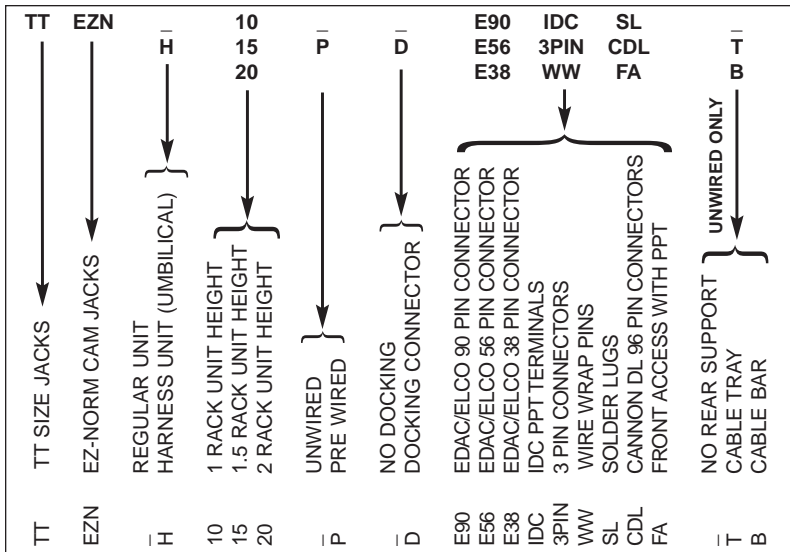 TT EZN _ 10 _ _ E90 IDC SL _
H 15 P D E56 3PIN CDL T
20 E38 WW FA B
UNWIRED ONLY
TT TT SIZE JACKS
EZN EZ-NORM CAM JACKS
_ REGULAR UNIT
H HARNESS UNIT (UMBILICAL)
10 1 RACK UNIT HEIGHT
15 1.5 RACK UNIT HEIGHT
20 2 RACK UNIT HEIGHT
_ UNWIRED
P PRE WIRED
_ NO DOCKING
D DOCKING CONNECTOR
E90 EDAC/ELCO 90 PIN CONNECTOR
E56 EDAC/ELCO 56 PIN CONNECTOR
E38 EDAC/ELCO 38 PIN CONNECTOR
IDC IDC PPT TERMINALS
3PIN 3 PIN CONNECTORS
WW WIRE WRAP PINS
SL SOLDER LUGS
CDL CANNON DL 96 PIN CONNECTORS
FA FRONT ACCESS WITH PPT
_ NO REAR SUPPORT
T CABLE TRAY
B CABLE BAR